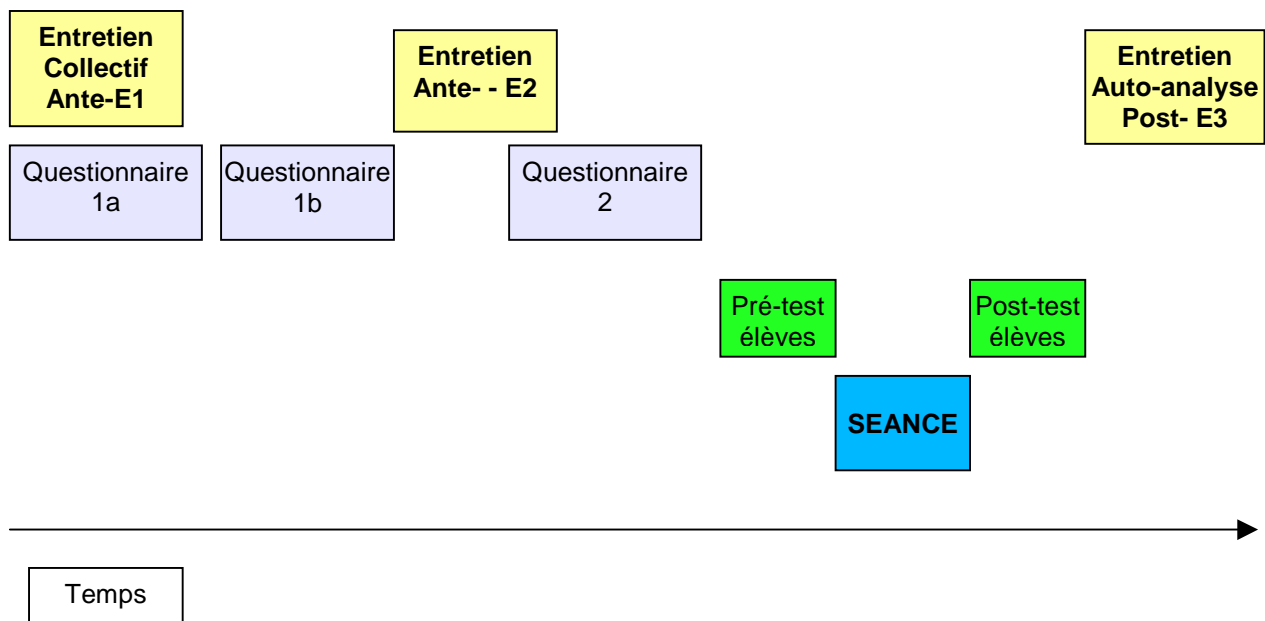 Entretien
Collectif
Ante-E1
Entretien
Ante- - E2
Entretien
Auto-analyse
Post- E3
Questionnaire
1a
Questionnaire
1b
Questionnaire
2
Pré-test
élèves
Post-test
élèves
SEANCE
Temps